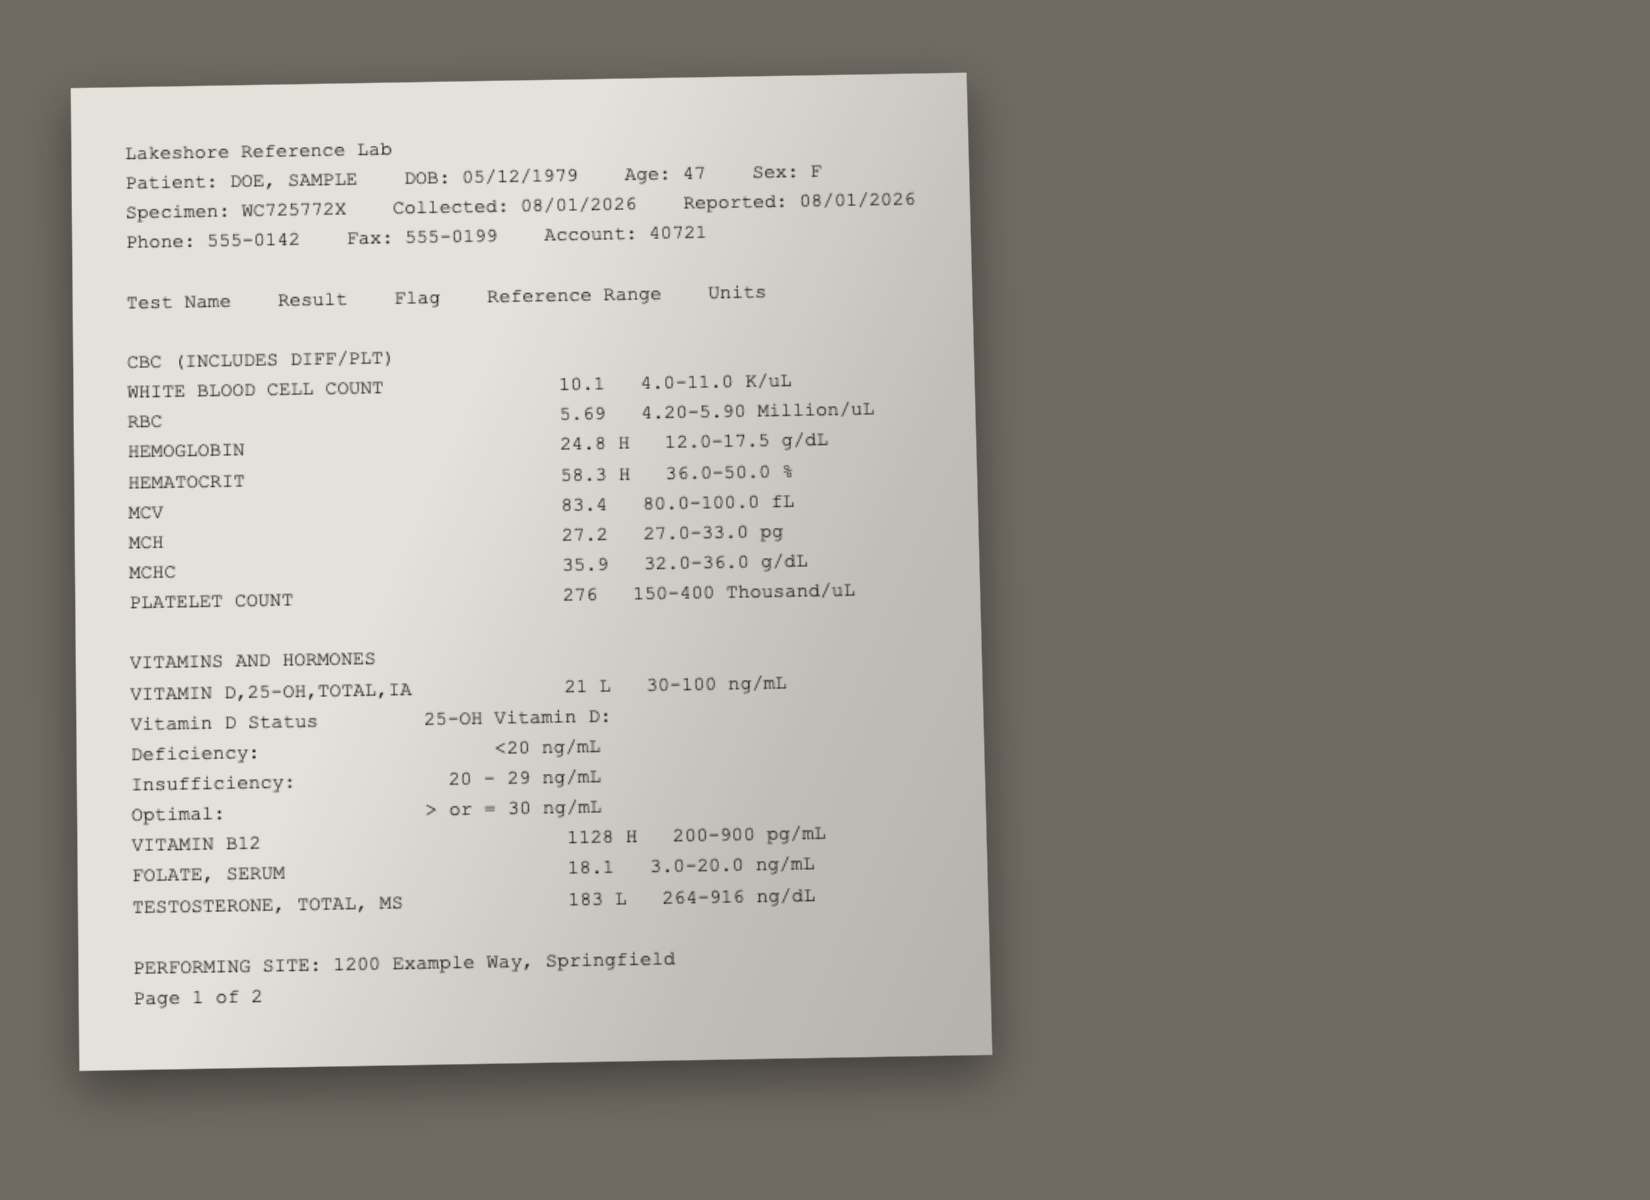 Lakeshore Reference Lab
Patient: DOE, SAMPLE    DOB: 05/12/1979    Age: 47    Sex: F
Specimen: WC725772X    Collected: 08/01/2026    Reported: 08/01/2026
Phone: 555-0142    Fax: 555-0199    Account: 40721
Test Name    Result    Flag    Reference Range    Units
CBC (INCLUDES DIFF/PLT)
WHITE BLOOD CELL COUNT    10.1    4.0-11.0 K/uL
RBC    5.69    4.20-5.90 Million/uL
HEMOGLOBIN    24.8 H    12.0-17.5 g/dL
HEMATOCRIT    58.3 H    36.0-50.0 %
MCV    83.4    80.0-100.0 fL
MCH    27.2    27.0-33.0 pg
MCHC    35.9    32.0-36.0 g/dL
PLATELET COUNT    276    150-400 Thousand/uL
VITAMINS AND HORMONES
VITAMIN D,25-OH,TOTAL,IA    21 L    30-100 ng/mL
Vitamin D Status    25-OH Vitamin D:
Deficiency:    <20 ng/mL
Insufficiency:    20 - 29 ng/mL
Optimal:    > or = 30 ng/mL
VITAMIN B12    1128 H    200-900 pg/mL
FOLATE, SERUM    18.1    3.0-20.0 ng/mL
TESTOSTERONE, TOTAL, MS    183 L    264-916 ng/dL
PERFORMING SITE: 1200 Example Way, Springfield
Page 1 of 2